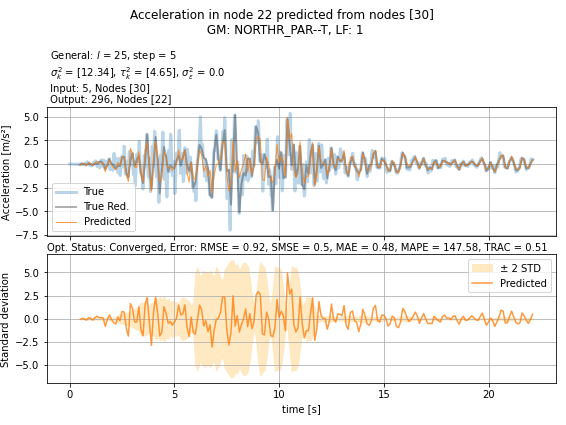 Acceleration in node 22 predicted from nodes [30]
GM: NORTHR_PAR--T, LF: 1
General: l = 25, step = 5
σ²ₖ = [12.34], τ²ₖ = [4.65], σ²ε = 0.0
Input: 5, Nodes [30]
Output: 296, Nodes [22]
Acceleration [m/s²]
5.0
2.5
0.0
−2.5
−5.0
−7.5
True
True Red.
Predicted
Opt. Status: Converged, Error: RMSE = 0.92, SMSE = 0.5, MAE = 0.48, MAPE = 147.58, TRAC = 0.51
Standard deviation
5.0
2.5
0.0
−2.5
−5.0
± 2 STD
Predicted
0 5 10 15 20
time [s]